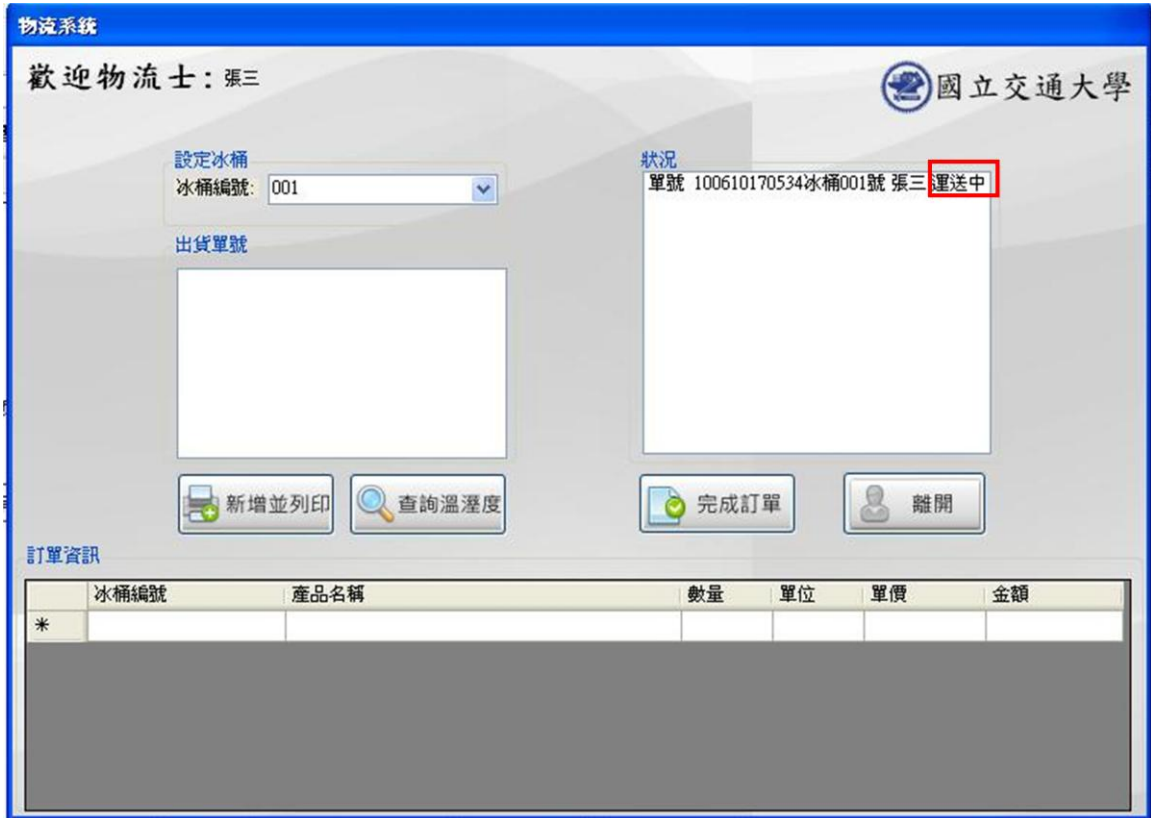 物流系統
歡迎物流士: 張三
國立交通大學
設定冰桶
冰桶編號: 001
出貨單號
狀況
單號 100610170534冰桶001號 張三 運送中
新增並列印
查詢溫溼度
完成訂單
離開
訂單資訊
冰桶編號 產品名稱 數量 單位 單價 金額
*